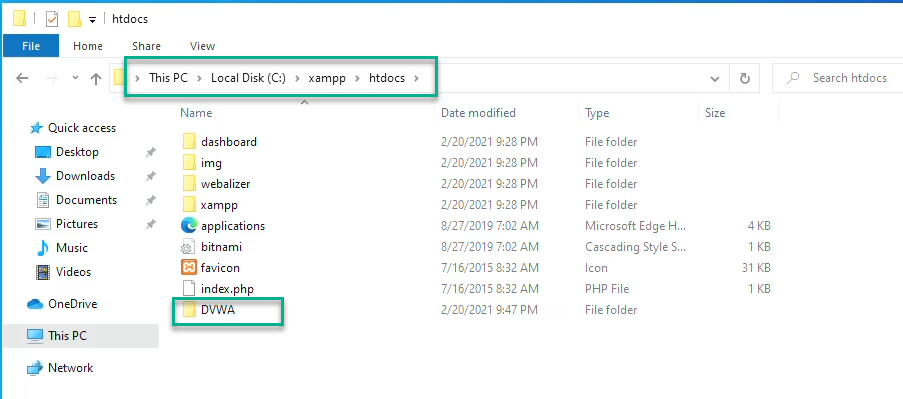 htdocs
File Home Share View
This PC Local Disk (C:) xampp htdocs Search htdocs
Name Date modified Type Size
Quick access
Desktop
Downloads
Documents
Pictures
Music
Videos
OneDrive
This PC
Network
dashboard 2/20/2021 9:28 PM File folder
img 2/20/2021 9:28 PM File folder
webalizer 2/20/2021 9:28 PM File folder
xampp 2/20/2021 9:28 PM File folder
applications 8/27/2019 7:02 AM Microsoft Edge H... 4 KB
bitnami 8/27/2019 7:02 AM Cascading Style S... 1 KB
favicon 7/16/2015 8:32 AM Icon 31 KB
index.php 7/16/2015 8:32 AM PHP File 1 KB
DVWA 2/20/2021 9:47 PM File folder